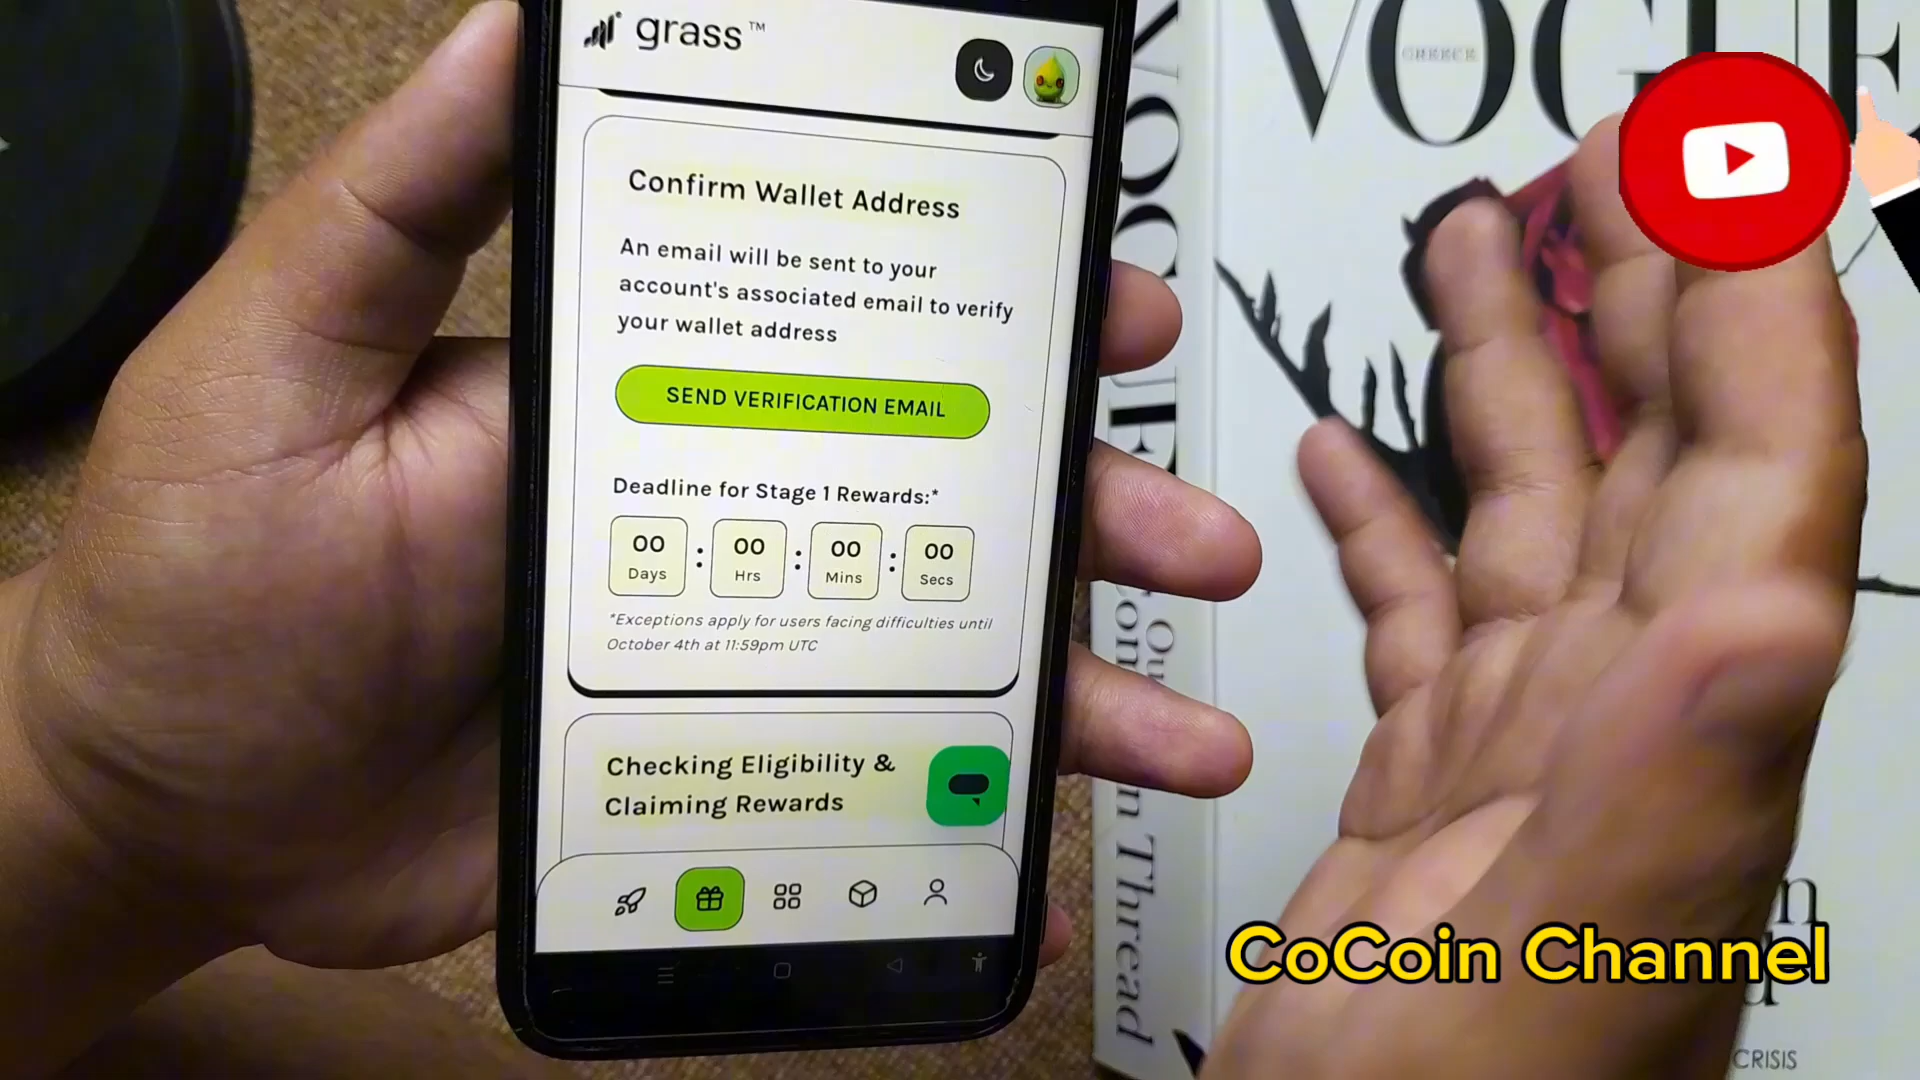 grass™
Confirm Wallet Address
An email will be sent to your
account's associated email to verify
your wallet address
SEND VERIFICATION EMAIL
Deadline for Stage 1 Rewards:*
00 : 00 : 00 : 00
Days Hrs Mins Secs
*Exceptions apply for users facing difficulties until
October 4th at 11:59pm UTC
Checking Eligibility &
Claiming Rewards
VOGUE
GREECE
VOGUE
on Thread
CRISIS
CoCoin Channel